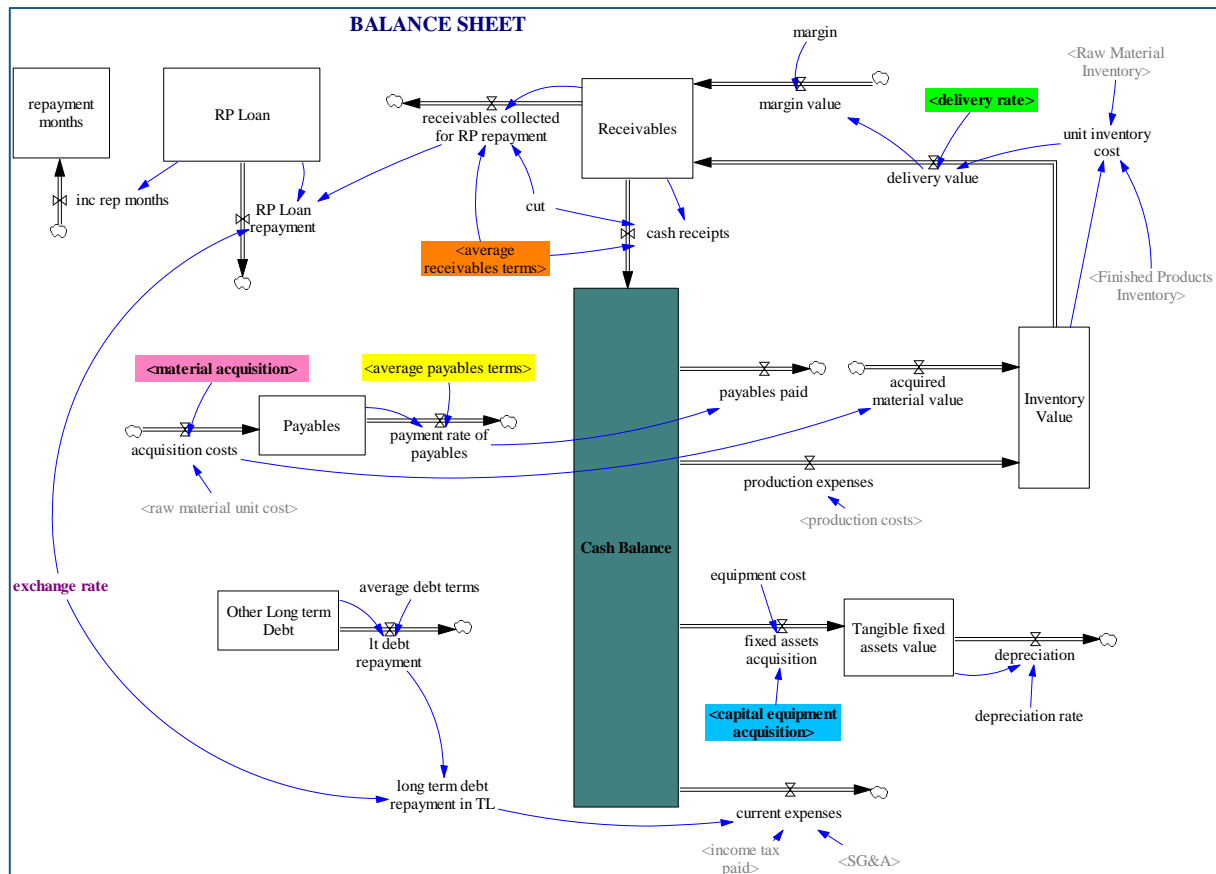 BALANCE SHEET
margin
<Raw Material
Inventory>
repayment
months
RP Loan
receivables collected
for RP repayment
Receivables
margin value
<delivery rate>
unit inventory
cost
delivery value
inc rep months
RP Loan
repayment
cut
cash receipts
<average
receivables terms>
<Finished Products
Inventory>
<material acquisition>
<average payables terms>
payables paid
acquired
material value
Inventory
Value
Payables
acquisition costs
payment rate of
payables
production expenses
<raw material unit cost>
<production costs>
Cash Balance
exchange rate
average debt terms
equipment cost
Other Long term
Debt
lt debt
repayment
fixed assets
acquisition
Tangible fixed
assets value
depreciation
<capital equipment
acquisition>
depreciation rate
long term debt
repayment in TL
current expenses
<income tax
paid>
<SG&A>